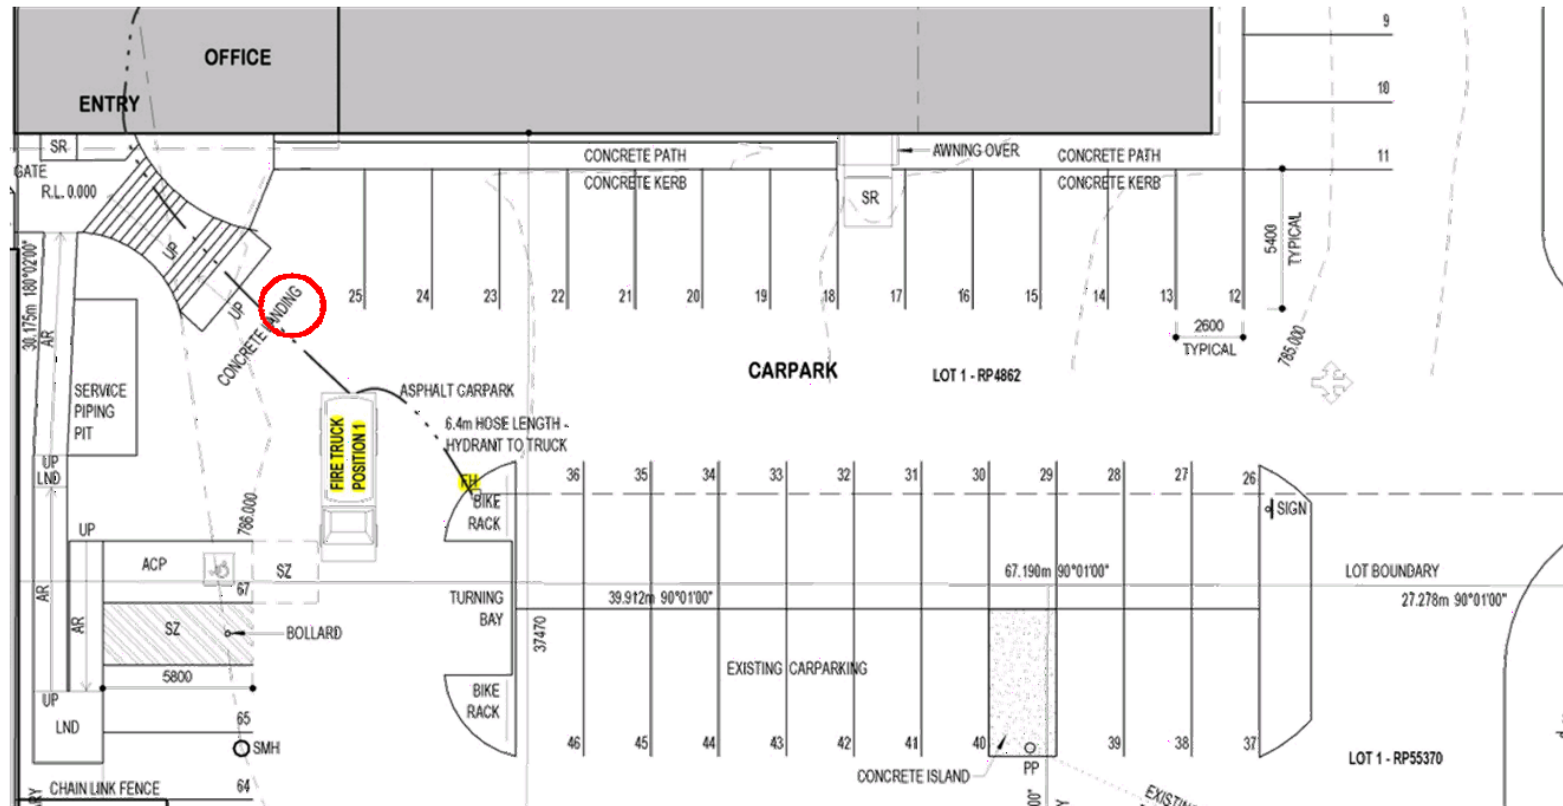 OFFICE
ENTRY
9
10
11
SR
GATE
R.L. 0.000
CONCRETE PATH
CONCRETE KERB
AWNING OVER
SR
CONCRETE PATH
CONCRETE KERB
5400
TYPICAL
UP
UP
CONCRETE LANDING
30.175m 180°02'00"
AR
25
24
23
22
21
20
19
18
17
16
15
14
13
12
2600
TYPICAL
785.000
CARPARK
LOT 1 - RP4862
SERVICE
PIPING
PIT
ASPHALT CARPARK
FIRE TRUCK
POSITION 1
6.4m HOSE LENGTH -
HYDRANT TO TRUCK
FH
BIKE
RACK
UP
LND
786.000
36
35
34
33
32
31
30
29
28
27
26
SIGN
UP
ACP
SZ
67
AR
AR
SZ
BOLLARD
5800
TURNING
BAY
39.912m 90°01'00"
67.190m 90°01'00"
LOT BOUNDARY
27.278m 90°01'00"
37470
EXISTING CARPARKING
UP
LND
BIKE
RACK
65
SMH
64
46
45
44
43
42
41
40
39
38
37
PP
CONCRETE ISLAND
LOT 1 - RP55370
CHAIN LINK FENCE
EXISTING